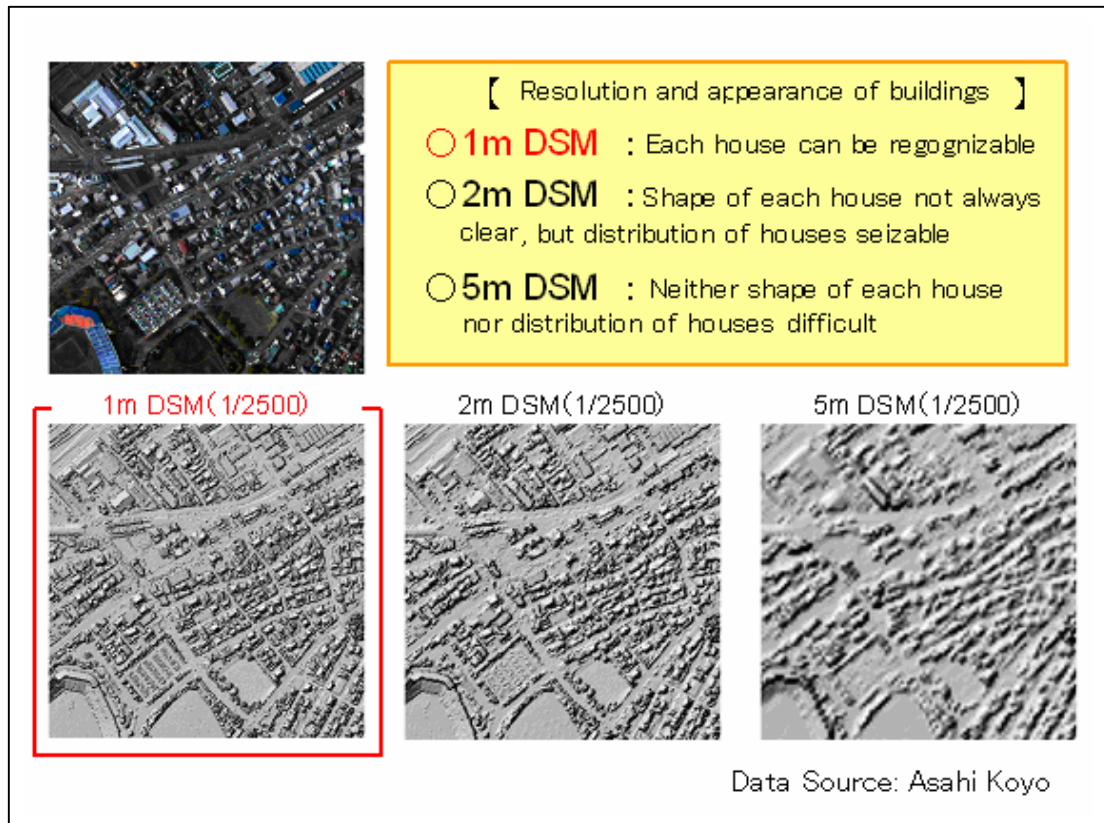 【 Resolution and appearance of buildings 】
○1m DSM : Each house can be regognizable
○2m DSM : Shape of each house not always
clear, but distribution of houses seizable
○5m DSM : Neither shape of each house
nor distribution of houses difficult
1m DSM(1/2500)
2m DSM(1/2500)
5m DSM(1/2500)
Data Source: Asahi Koyo